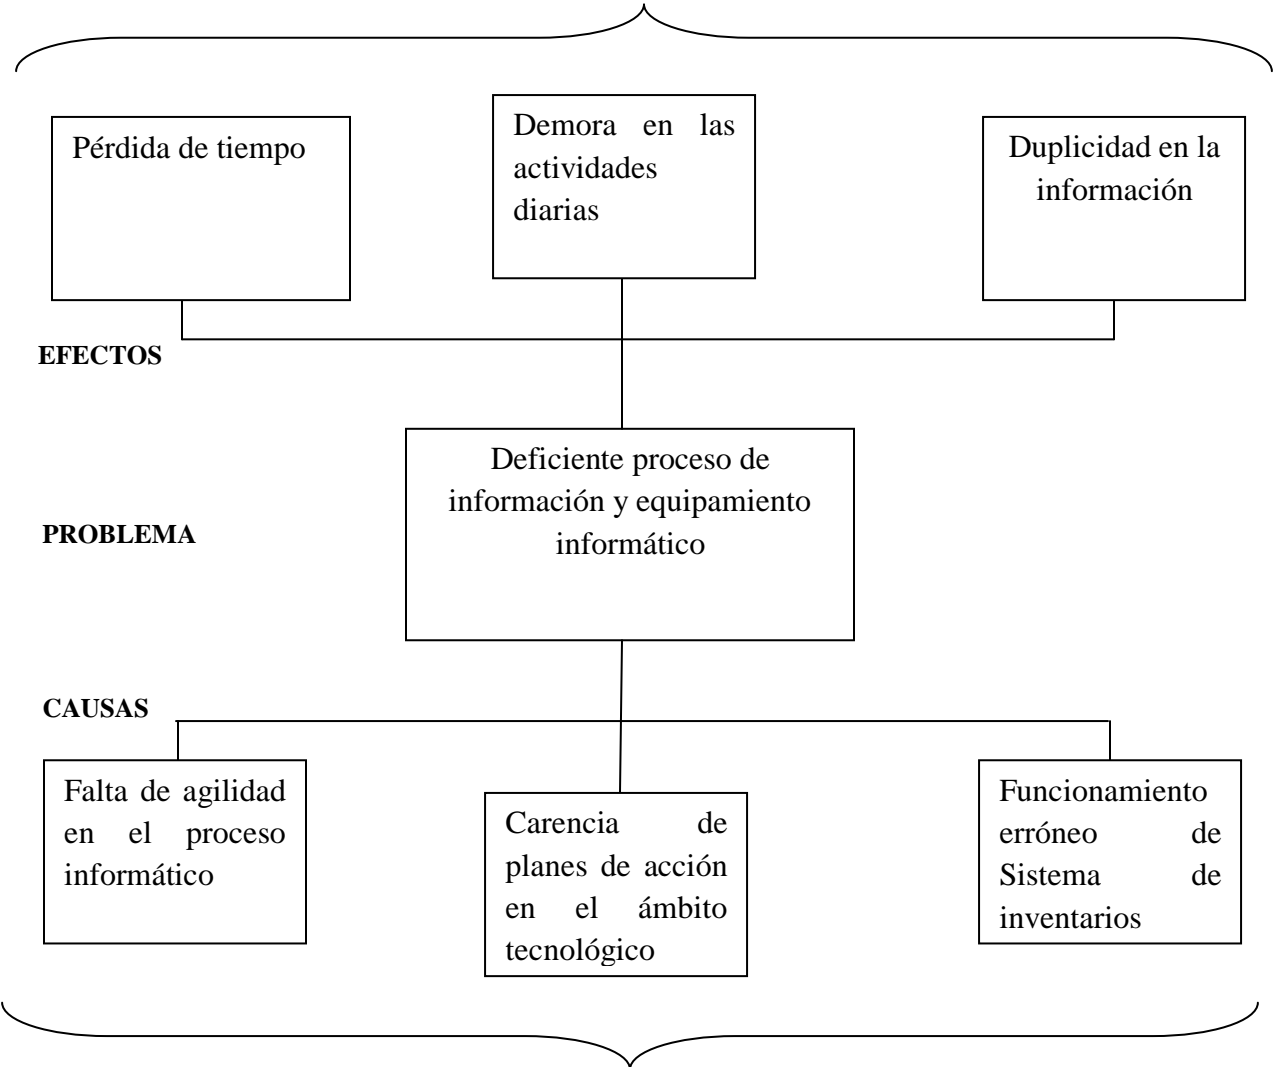 Pérdida de tiempo
Demora en las
actividades
diarias
Duplicidad en la
información
EFECTOS
Deficiente proceso de
información y equipamiento
informático
PROBLEMA
CAUSAS
Falta de agilidad
en el proceso
informático
Carencia de
planes de acción
en el ámbito
tecnológico
Funcionamiento
erróneo de
Sistema de
inventarios